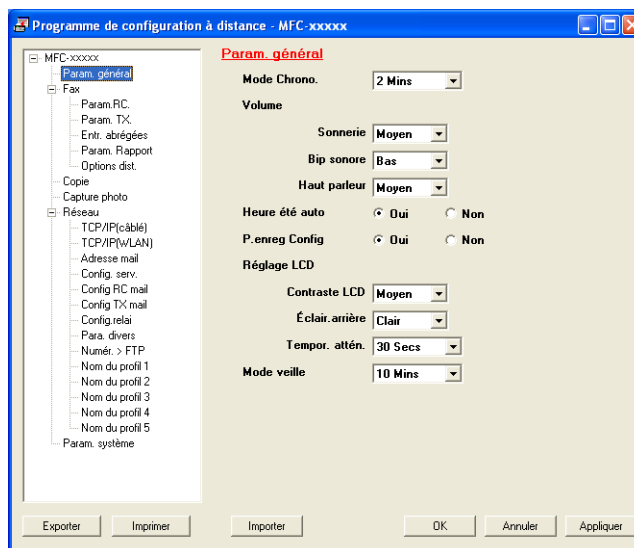 Programme de configuration à distance - MFC-xxxxx
MFC-xxxxx
Param. général
Fax
Param.RC.
Param. TX.
Entr. abrégées
Param. Rapport
Options dist.
Copie
Capture photo
Réseau
TCP/IP(câblé)
TCP/IP(WLAN)
Adresse mail
Config. serv.
Config RC mail
Config TX mail
Config.relai
Para. divers
Numér. > FTP
Nom du profil 1
Nom du profil 2
Nom du profil 3
Nom du profil 4
Nom du profil 5
Param. système
Param. général
Mode Chrono. 2 Mins
Volume
Sonnerie Moyen
Bip sonore Bas
Haut parleur Moyen
Heure été auto Oui Non
P.enreg Config Oui Non
Réglage LCD
Contraste LCD Moyen
Éclair.arrière Clair
Tempor. attén. 30 Secs
Mode veille 10 Mins
Exporter Imprimer Importer OK Annuler Appliquer